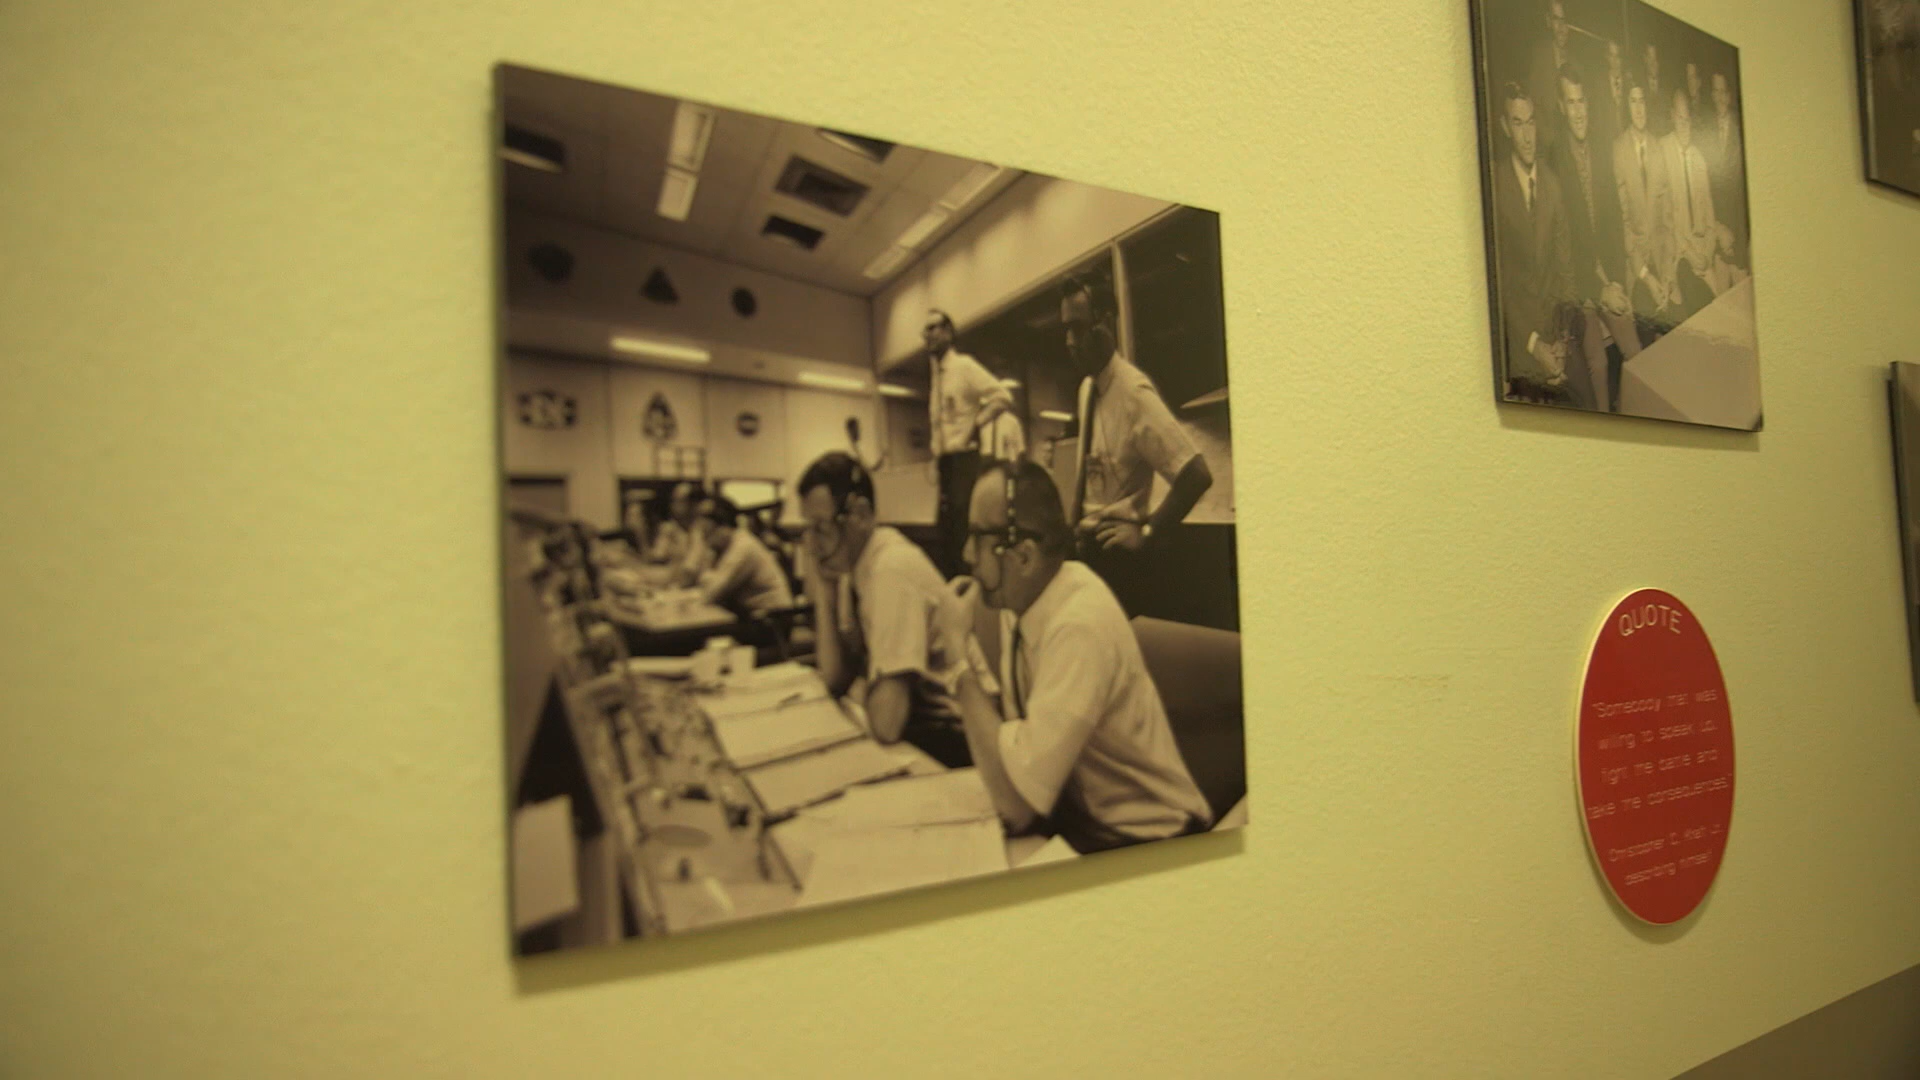 QUOTE
"Somebody that was
willing to speak up,
fight the battle and
take the consequences."
Christopher C. Kraft Jr.
describing himself